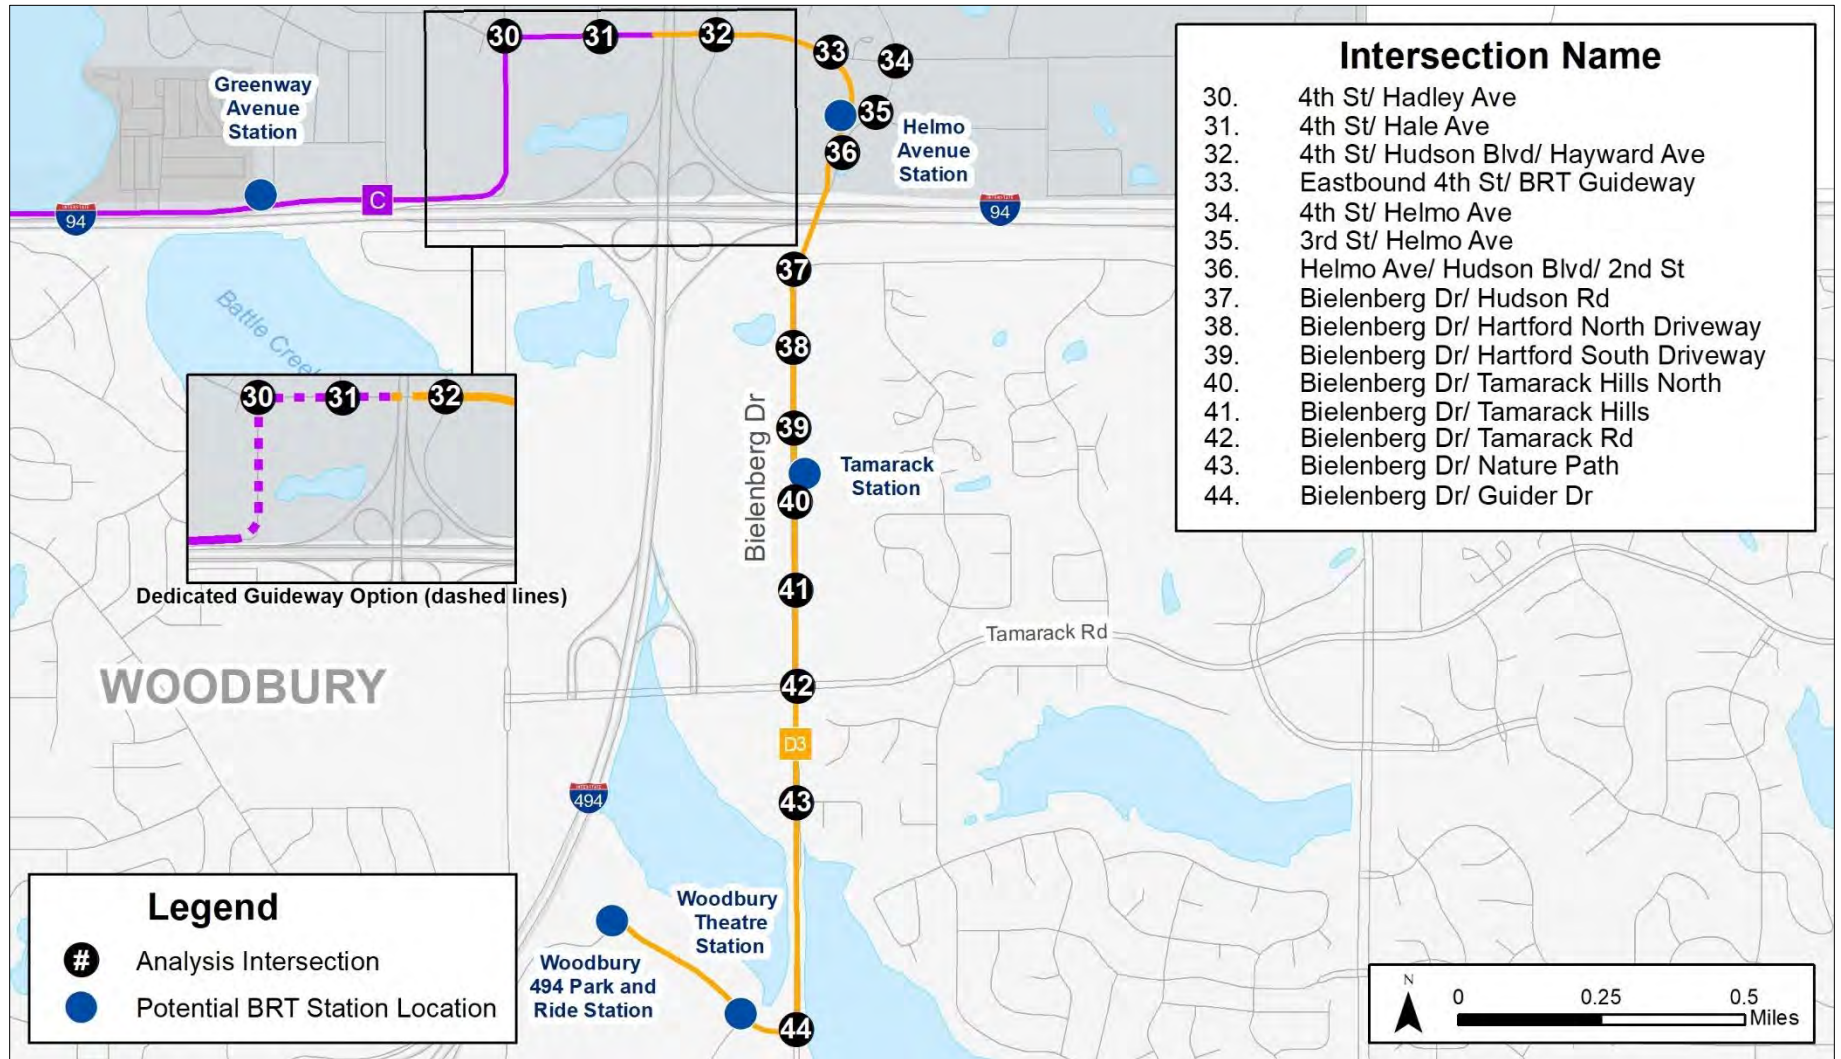 30
31
32
33
34
35
36
Greenway
Avenue
Station
Helmo
Avenue
Station
C
INTERSTATE
94
INTERSTATE
94
Intersection Name
30. 4th St/ Hadley Ave
31. 4th St/ Hale Ave
32. 4th St/ Hudson Blvd/ Hayward Ave
33. Eastbound 4th St/ BRT Guideway
34. 4th St/ Helmo Ave
35. 3rd St/ Helmo Ave
36. Helmo Ave/ Hudson Blvd/ 2nd St
37. Bielenberg Dr/ Hudson Rd
38. Bielenberg Dr/ Hartford North Driveway
39. Bielenberg Dr/ Hartford South Driveway
40. Bielenberg Dr/ Tamarack Hills North
41. Bielenberg Dr/ Tamarack Hills
42. Bielenberg Dr/ Tamarack Rd
43. Bielenberg Dr/ Nature Path
44. Bielenberg Dr/ Guider Dr
37
38
39
40
41
42
Battle Creek
30
31
32
Dedicated Guideway Option (dashed lines)
Bielenberg Dr
Tamarack
Station
Tamarack Rd
WOODBURY
D3
INTERSTATE
494
43
44
Woodbury
Theatre
Station
Woodbury
494 Park and
Ride Station
Legend
# Analysis Intersection
Potential BRT Station Location
N
0 0.25 0.5
Miles